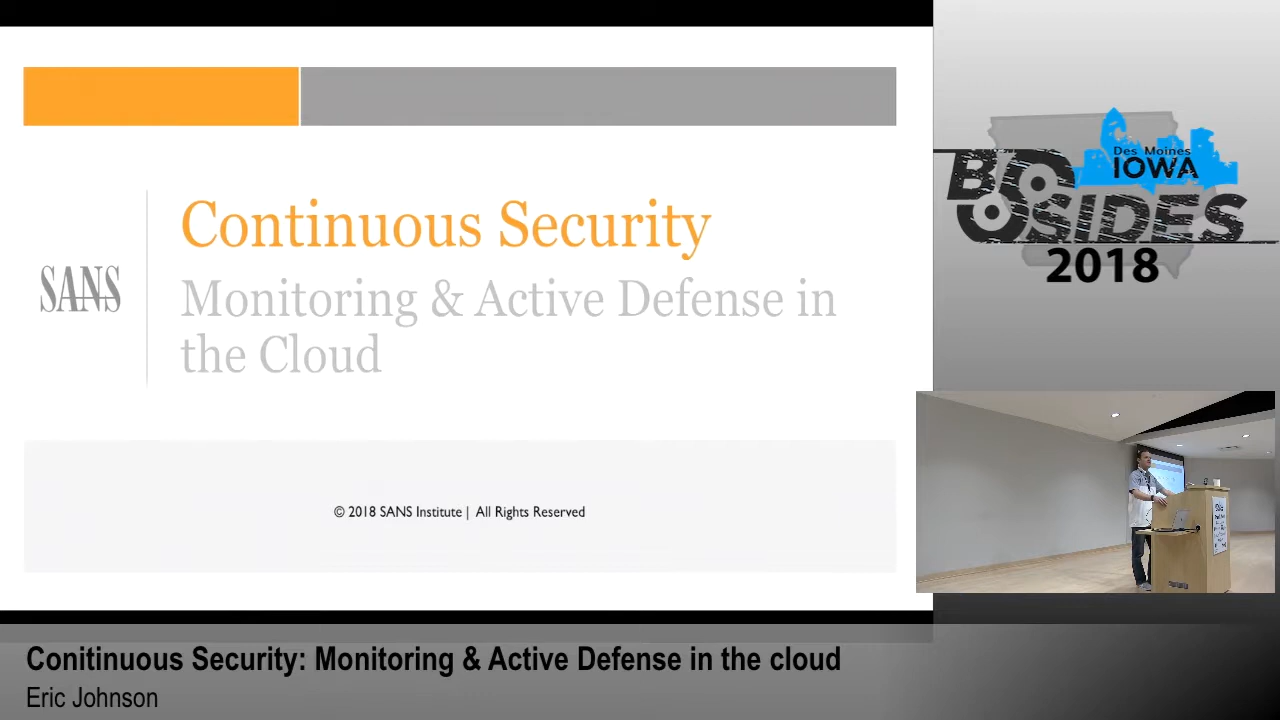 Continuous Security
SANS
Monitoring & Active Defense in
the Cloud
© 2018 SANS Institute | All Rights Reserved
Des Moines
IOWA
BSIDES
2018
Conitinuous Security: Monitoring & Active Defense in the cloud
Eric Johnson